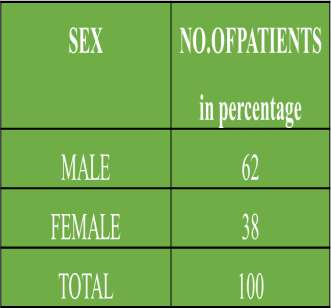 SEX NO.OFPATIENTS
in percentage
MALE 62
FEMALE 38
TOTAL 100